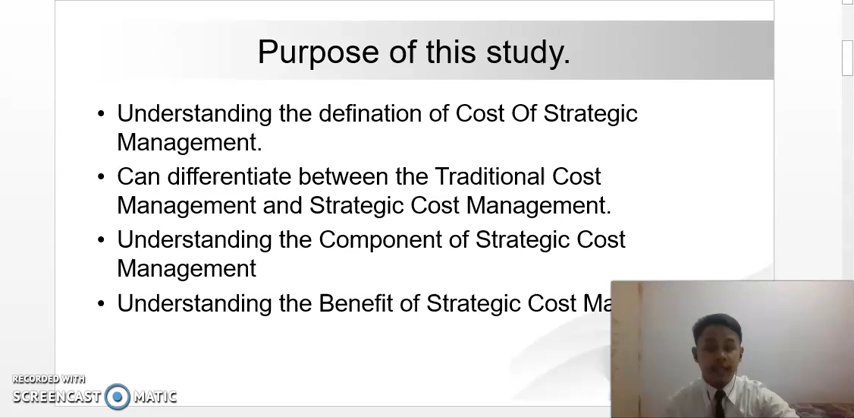 Purpose of this study.
• Understanding the defination of Cost Of Strategic
Management.
• Can differentiate between the Traditional Cost
Management and Strategic Cost Management.
• Understanding the Component of Strategic Cost
Management
• Understanding the Benefit of Strategic Cost Ma
RECORDED WITH
SCREENCAST MATIC